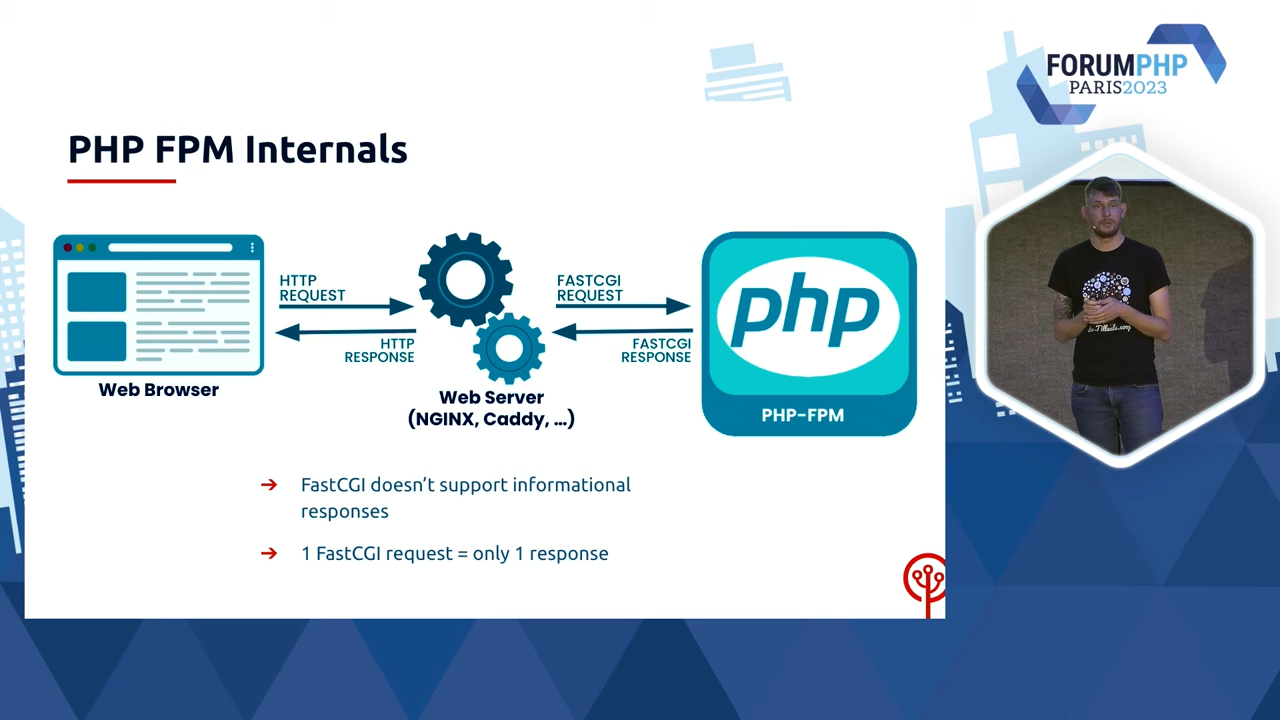 FORUMPHP
PARIS2023
PHP FPM Internals
HTTP
REQUEST
HTTP
RESPONSE
FASTCGI
REQUEST
FASTCGI
RESPONSE
php
Web Browser
Web Server
(NGINX, Caddy, ...)
PHP-FPM
➔ FastCGI doesn’t support informational
responses
➔ 1 FastCGI request = only 1 response